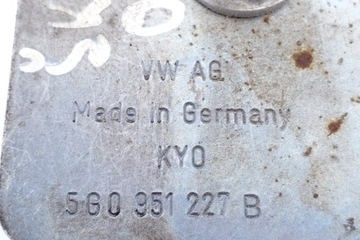 VW AG
Made in Germany
KYO
5G0 951 227 B